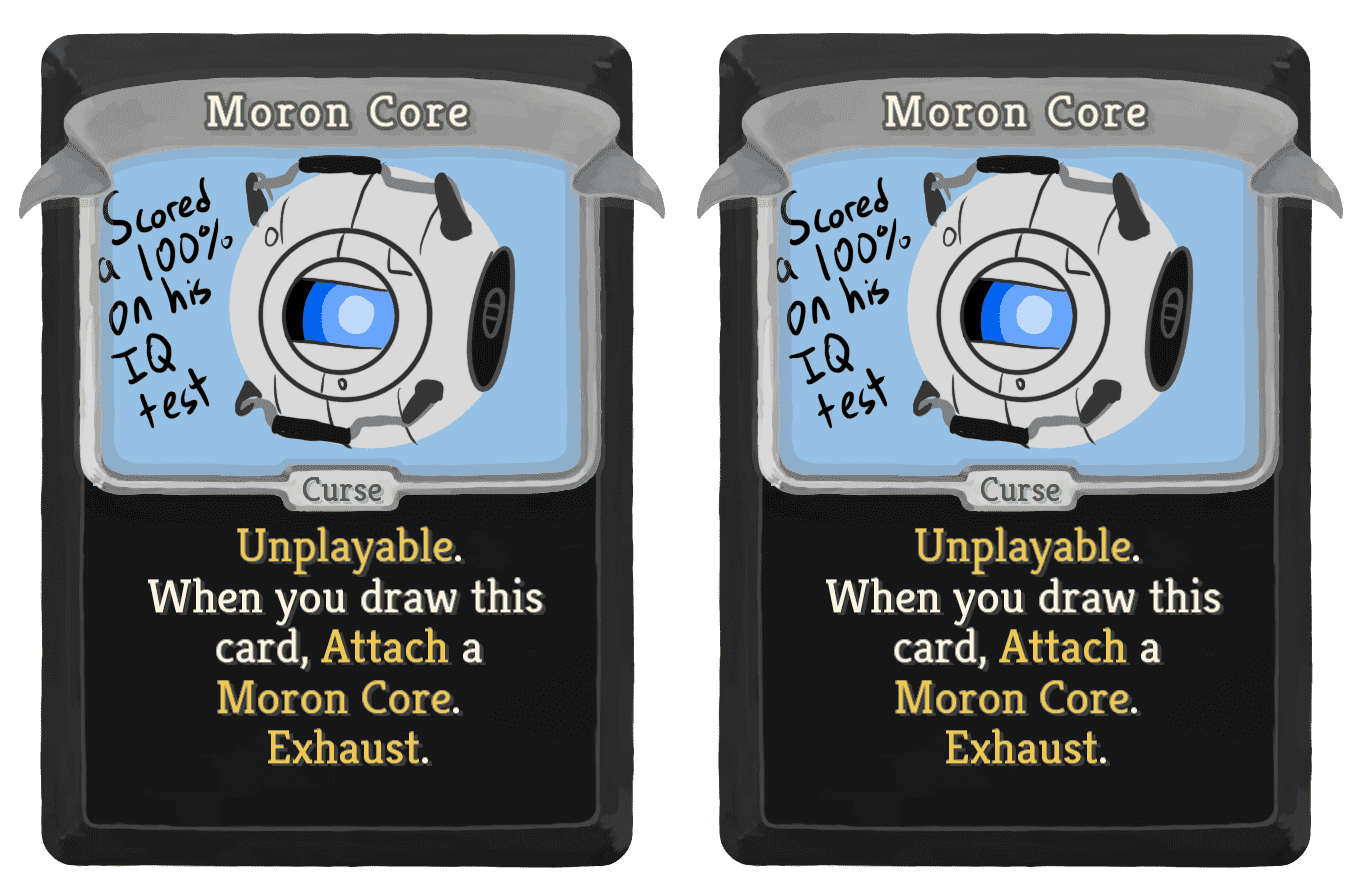 Moron Core
Scored
a 100%
on his
IQ
test
Curse
Unplayable.
When you draw this
card, Attach a
Moron Core.
Exhaust.
Moron Core
Scored
a 100%
on his
IQ
test
Curse
Unplayable.
When you draw this
card, Attach a
Moron Core.
Exhaust.